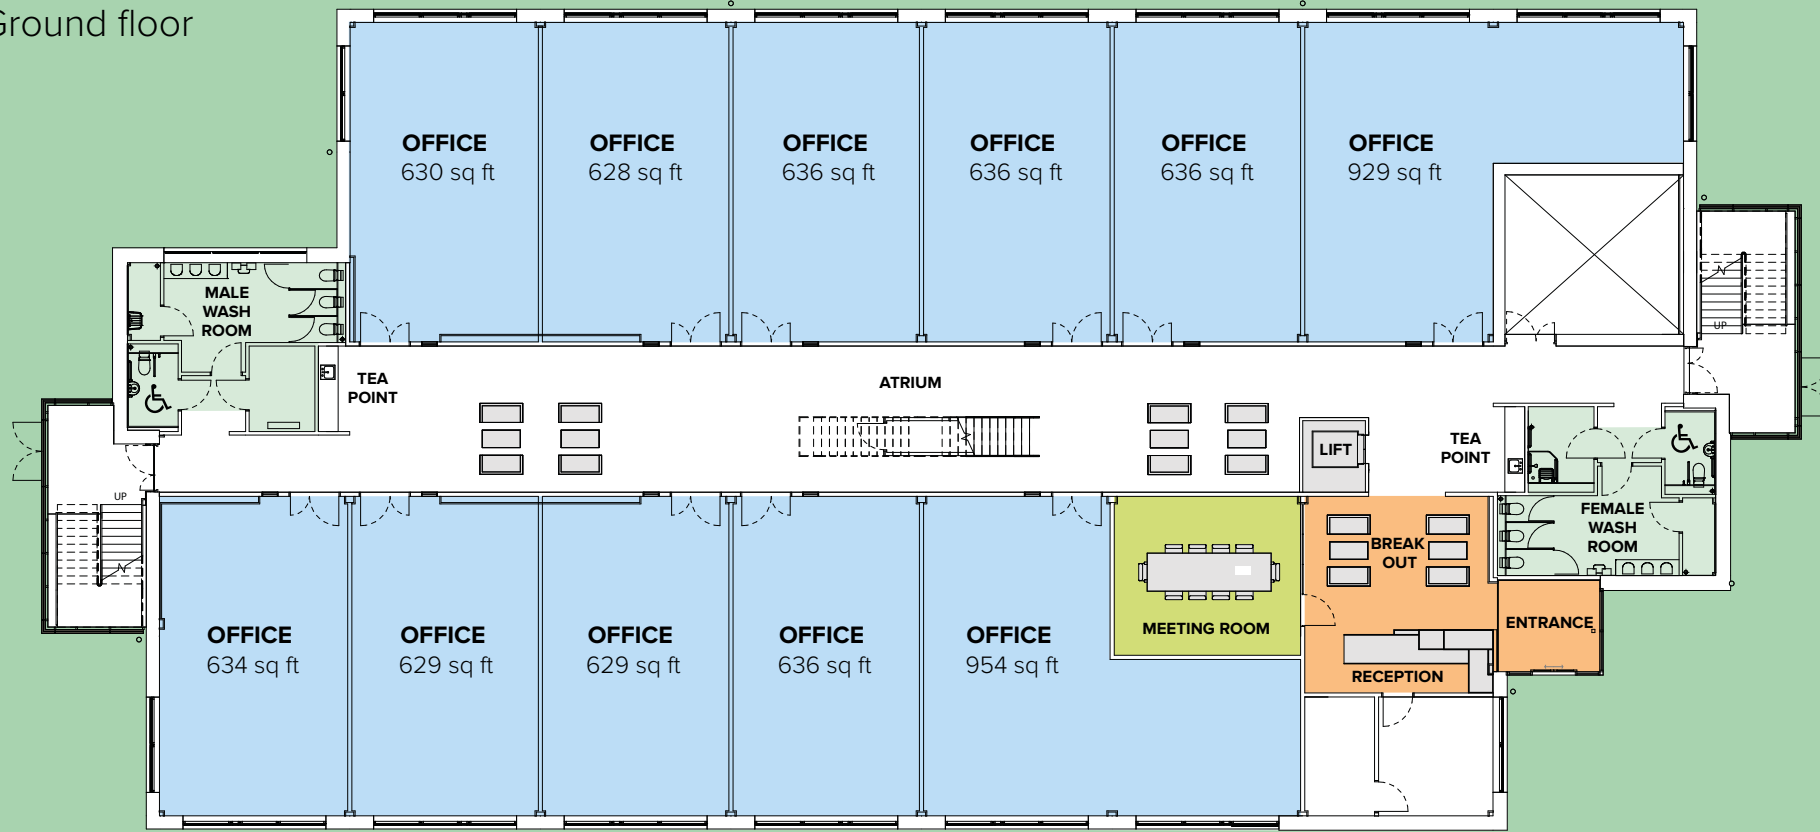 Ground floor
OFFICE
630 sq ft
OFFICE
628 sq ft
OFFICE
636 sq ft
OFFICE
636 sq ft
OFFICE
636 sq ft
OFFICE
929 sq ft
MALE
WASH
ROOM
UP
TEA
POINT
ATRIUM
LIFT
TEA
POINT
UP
FEMALE
WASH
ROOM
BREAK
OUT
MEETING ROOM
ENTRANCE
RECEPTION
OFFICE
634 sq ft
OFFICE
629 sq ft
OFFICE
629 sq ft
OFFICE
636 sq ft
OFFICE
954 sq ft